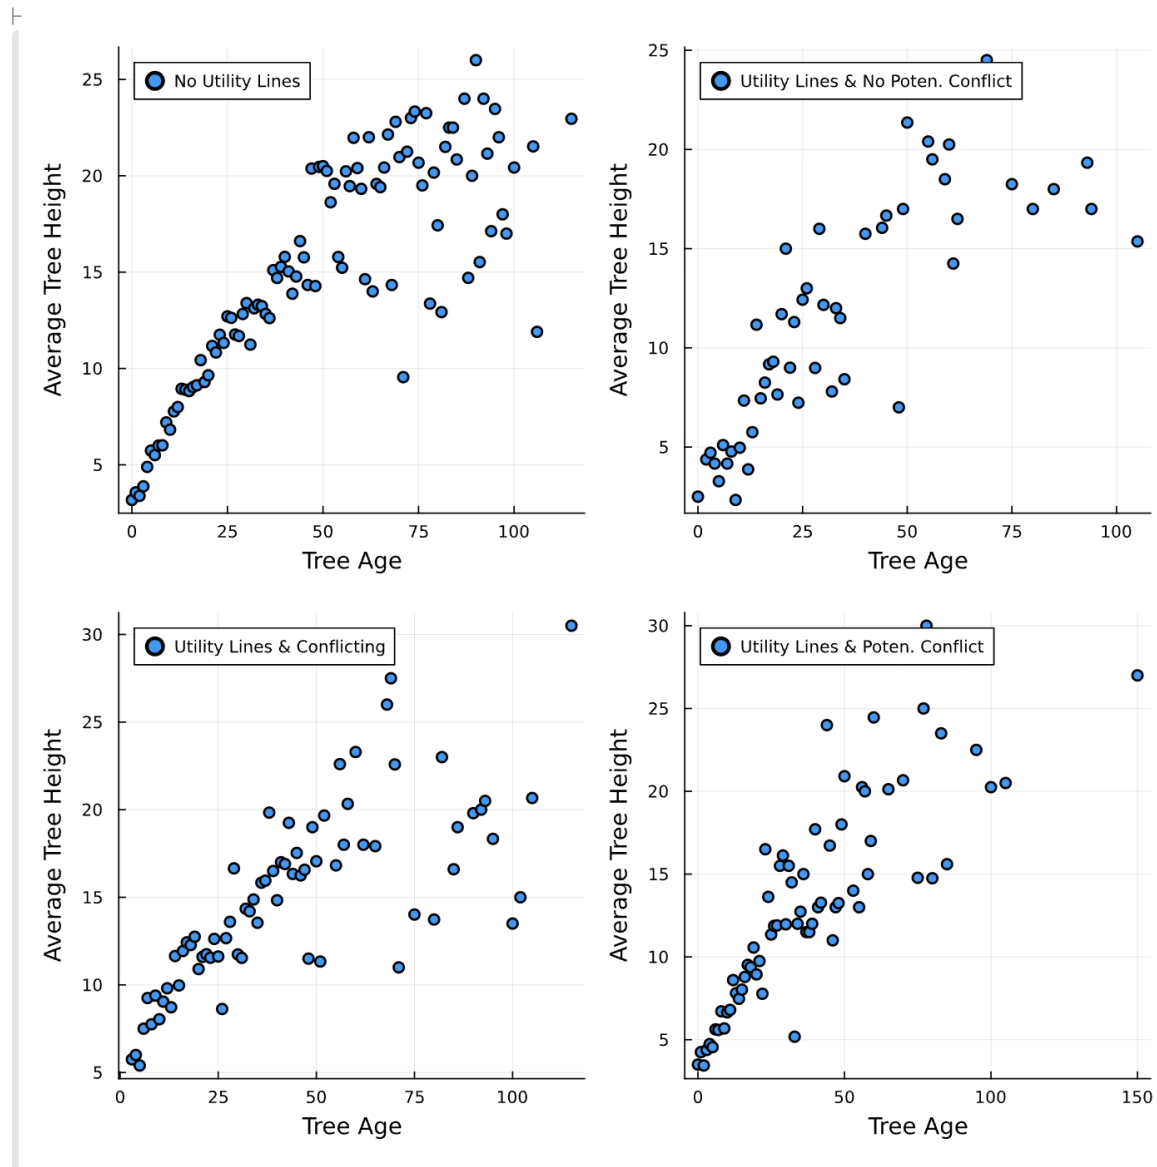 No Utility Lines
25
20
15
10
5
Average Tree Height
0 25 50 75 100
Tree Age
Utility Lines & No Poten. Conflict
25
20
15
10
5
Average Tree Height
0 25 50 75 100
Tree Age
Utility Lines & Conflicting
30
25
20
15
10
5
Average Tree Height
0 25 50 75 100
Tree Age
Utility Lines & Poten. Conflict
30
25
20
15
10
5
Average Tree Height
0 50 100 150
Tree Age